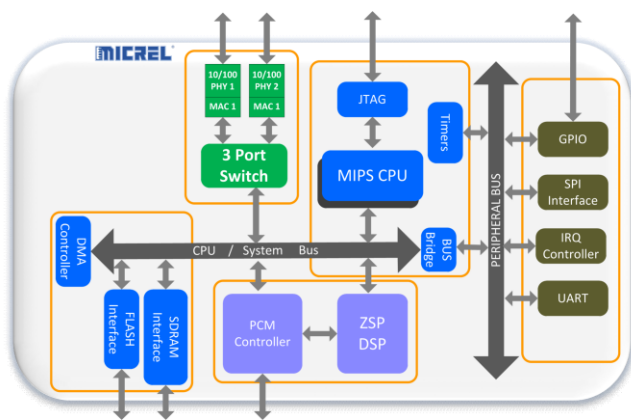 MICREL
10/100
PHY 1
MAC 1
10/100
PHY 2
MAC 1
3 Port
Switch
JTAG
MIPS CPU
Timers
PERIPHERAL BUS
GPIO
SPI
Interface
IRQ
Controller
UART
DMA
Controller
CPU / System Bus
BUS
Bridge
FLASH
Interface
SDRAM
Interface
PCM
Controller
ZSP
DSP